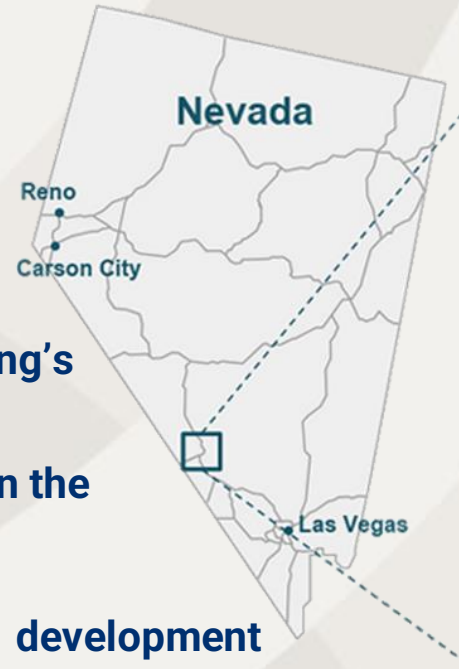 Nevada
Reno
Carson City
ng's
n the
Las Vegas
development